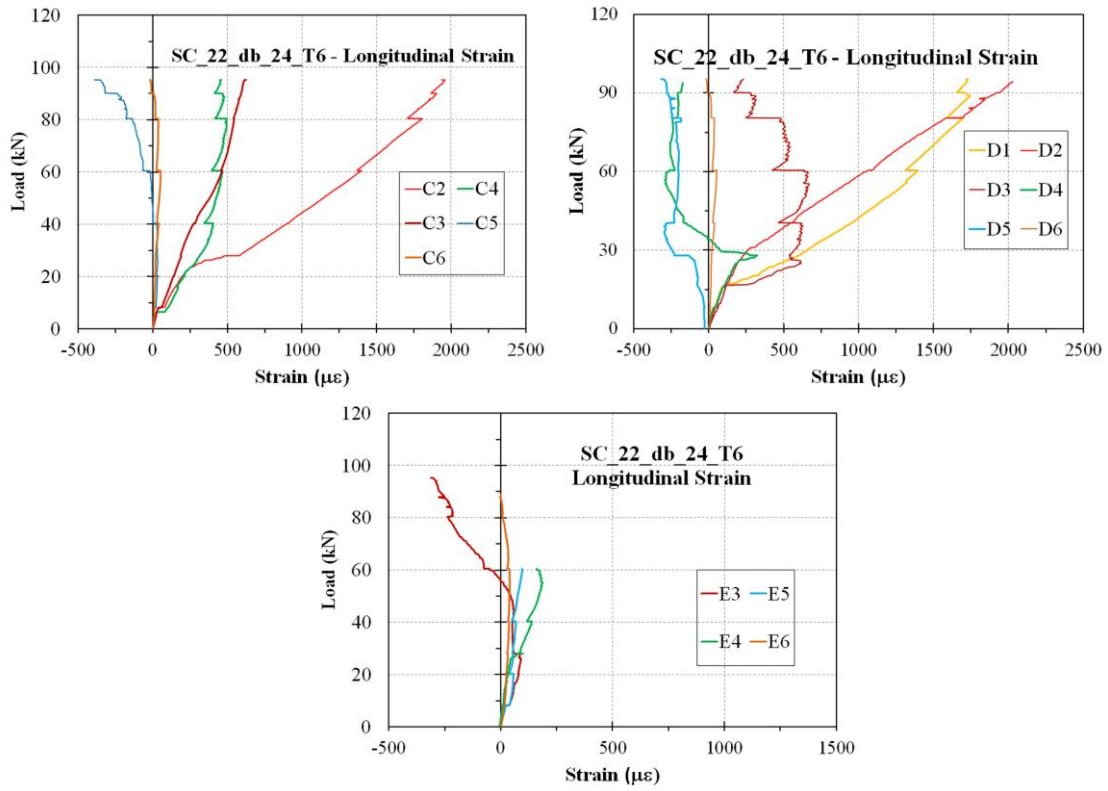 SC_22_db_24_T6 - Longitudinal Strain
Load (kN)
120
100
80
60
40
20
0
C2 C4
C3 C5
C6
-500 0 500 1000 1500 2000 2500
Strain (με)
SC_22_db_24_T6 - Longitudinal Strain
Load (kN)
120
90
60
30
0
D1 D2
D3 D4
D5 D6
-500 0 500 1000 1500 2000 2500
Strain (με)
SC_22_db_24_T6
Longitudinal Strain
Load (kN)
120
100
80
60
40
20
0
E3 E5
E4 E6
-500 0 500 1000 1500
Strain (με)